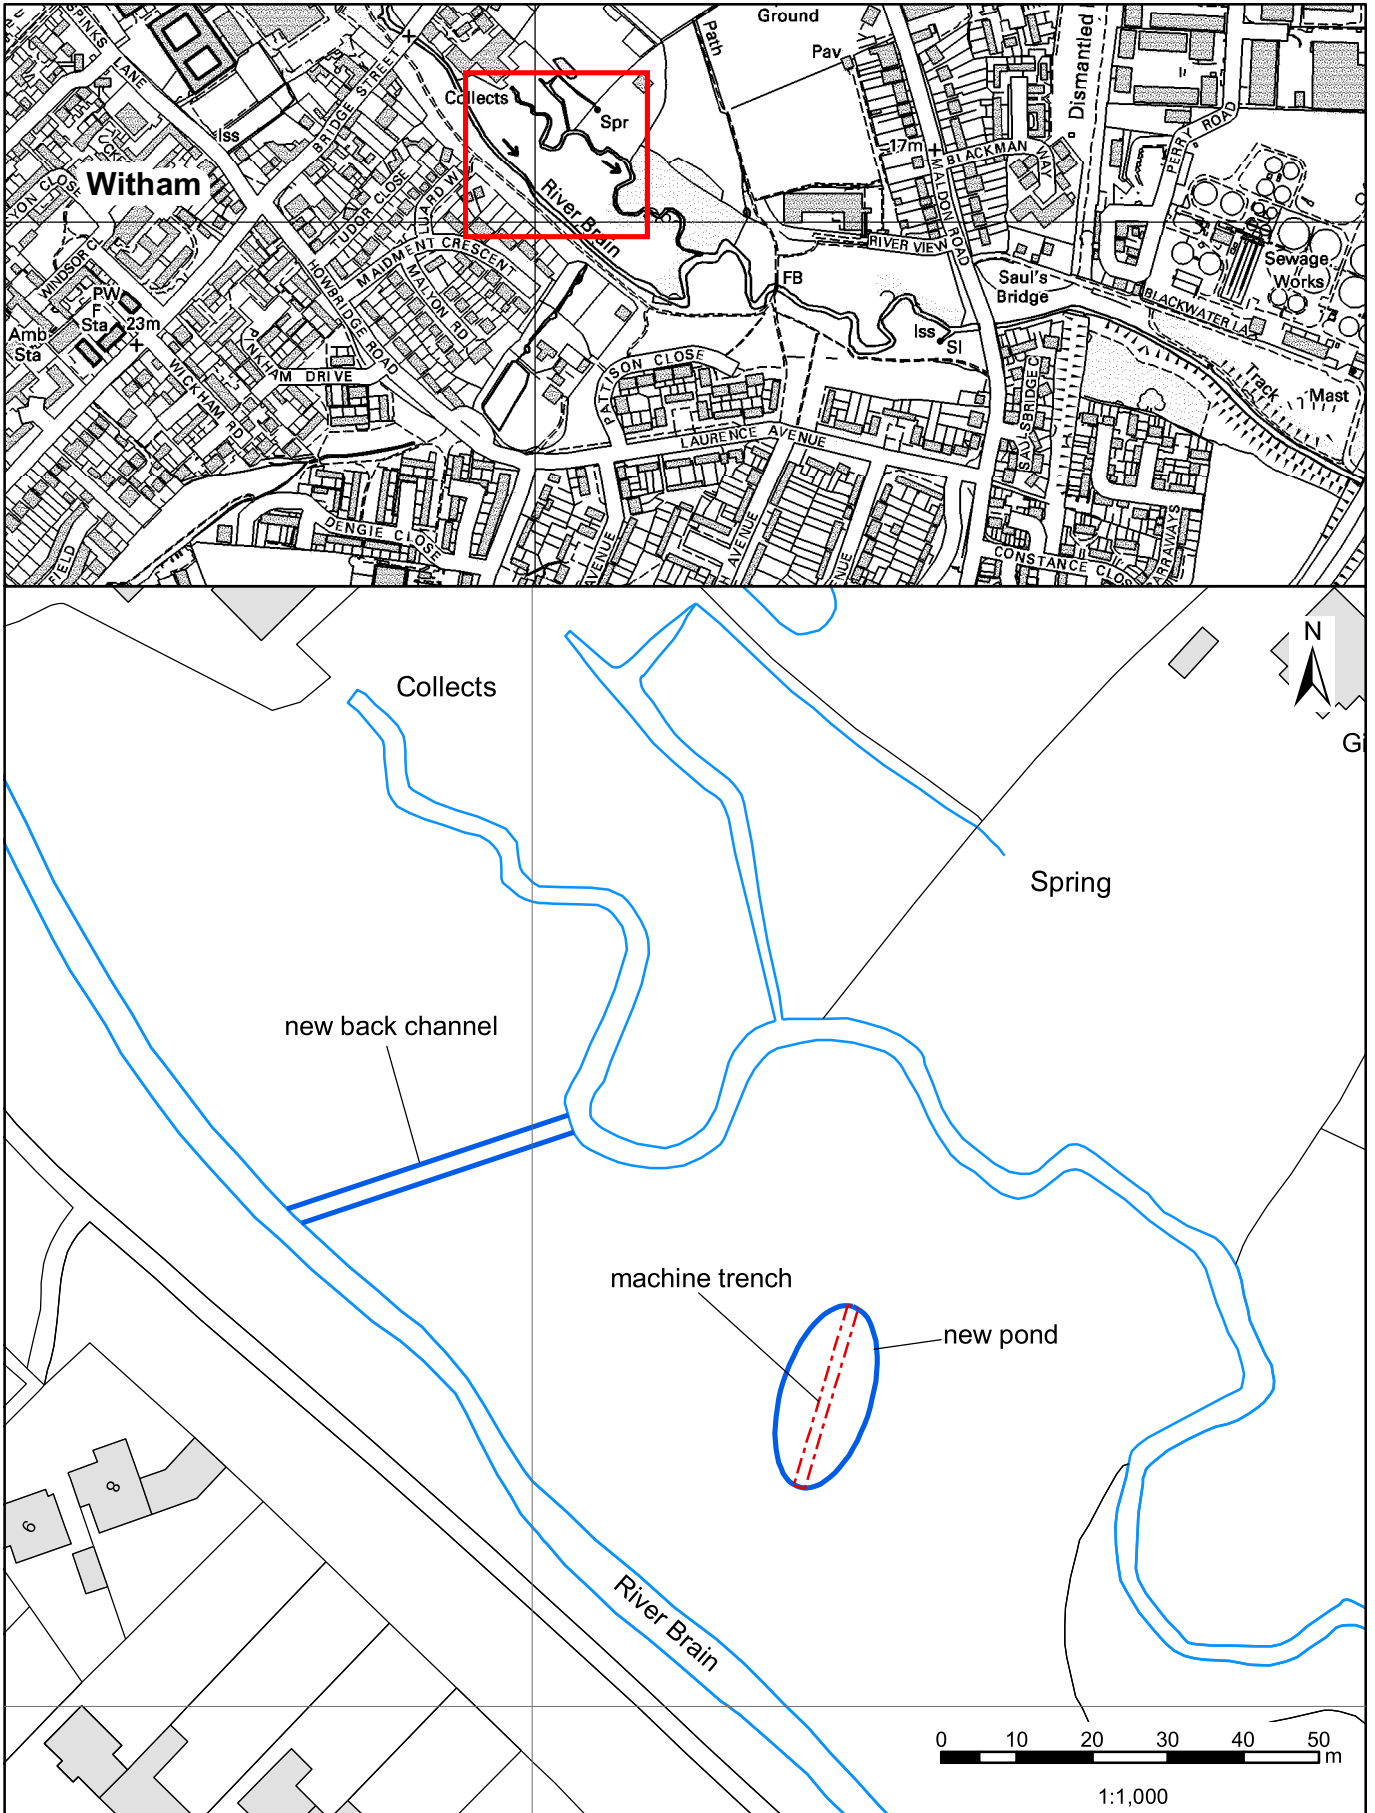 Ground
Path
Pav
SPINKS
LANE
BRIDGE STREET
Collects
Spr
Iss
Dismantled
PERRY ROAD
17m
BLACKMAN
WAY
MALDON ROAD
Witham
TUDOR CLOSE
River Brain
MAIDMENT CRESCENT
WINDSOR
RIVER VIEW
Saul's
Bridge
Sewage
Works
FB
MALYON RD
HOWBRIDGE ROAD
PW
F
Sta
23m
Amb
Sta
BLACKWATER LA
Iss
Sl
PATTISON CLOSE
WICKHAM
RD
Track
Mast
LAURENCE AVENUE
SAULSBRIDGE C
DENGIE CLOSE
FIELD
AVENUE
AVENUE
CONSTANCE CLOS
ARRAWAYS
N
Collects
Gi
Spring
new back channel
machine trench
new pond
8
6
River Brain
0 10 20 30 40 50
m
1:1,000